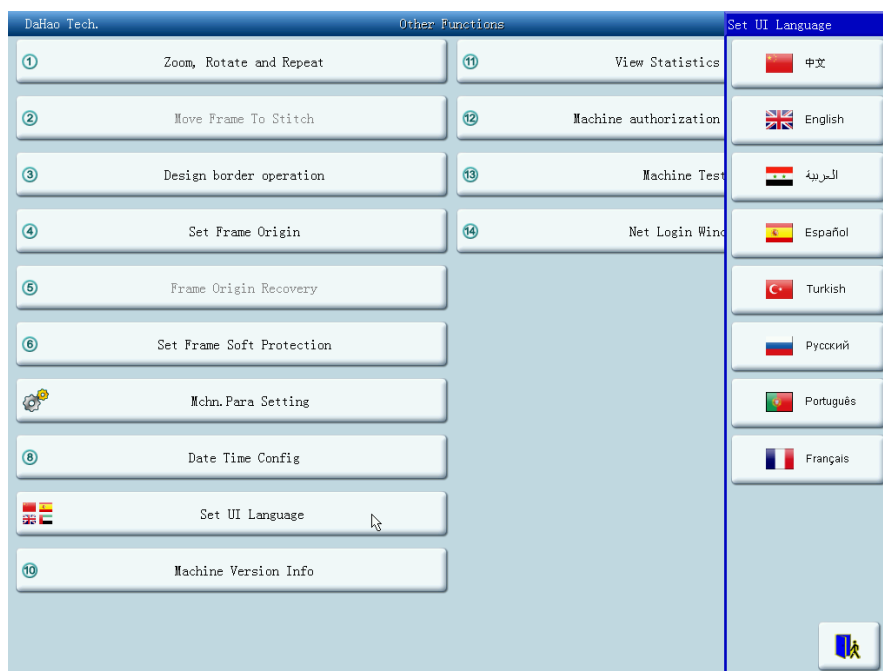 DaHao Tech.
Other Functions
Set UI Language
① Zoom, Rotate and Repeat
② Move Frame To Stitch
③ Design border operation
④ Set Frame Origin
⑤ Frame Origin Recovery
⑥ Set Frame Soft Protection
Mchn.Para Setting
⑧ Date Time Config
Set UI Language
⑩ Machine Version Info
⑪ View Statistics
⑫ Machine authorization
⑬ Machine Test
⑭ Net Login
中文
English
العربية
Español
Turkish
Русский
Português
Français